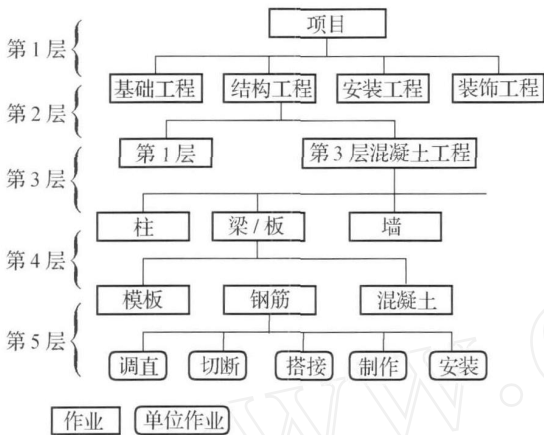 项目
第1层
基础工程 结构工程 安装工程 装饰工程
第2层
第1层 第3层混凝土工程
第3层
柱 梁/板 墙
第4层
模板 钢筋 混凝土
第5层
调直 切断 搭接 制作 安装
作业 单位作业